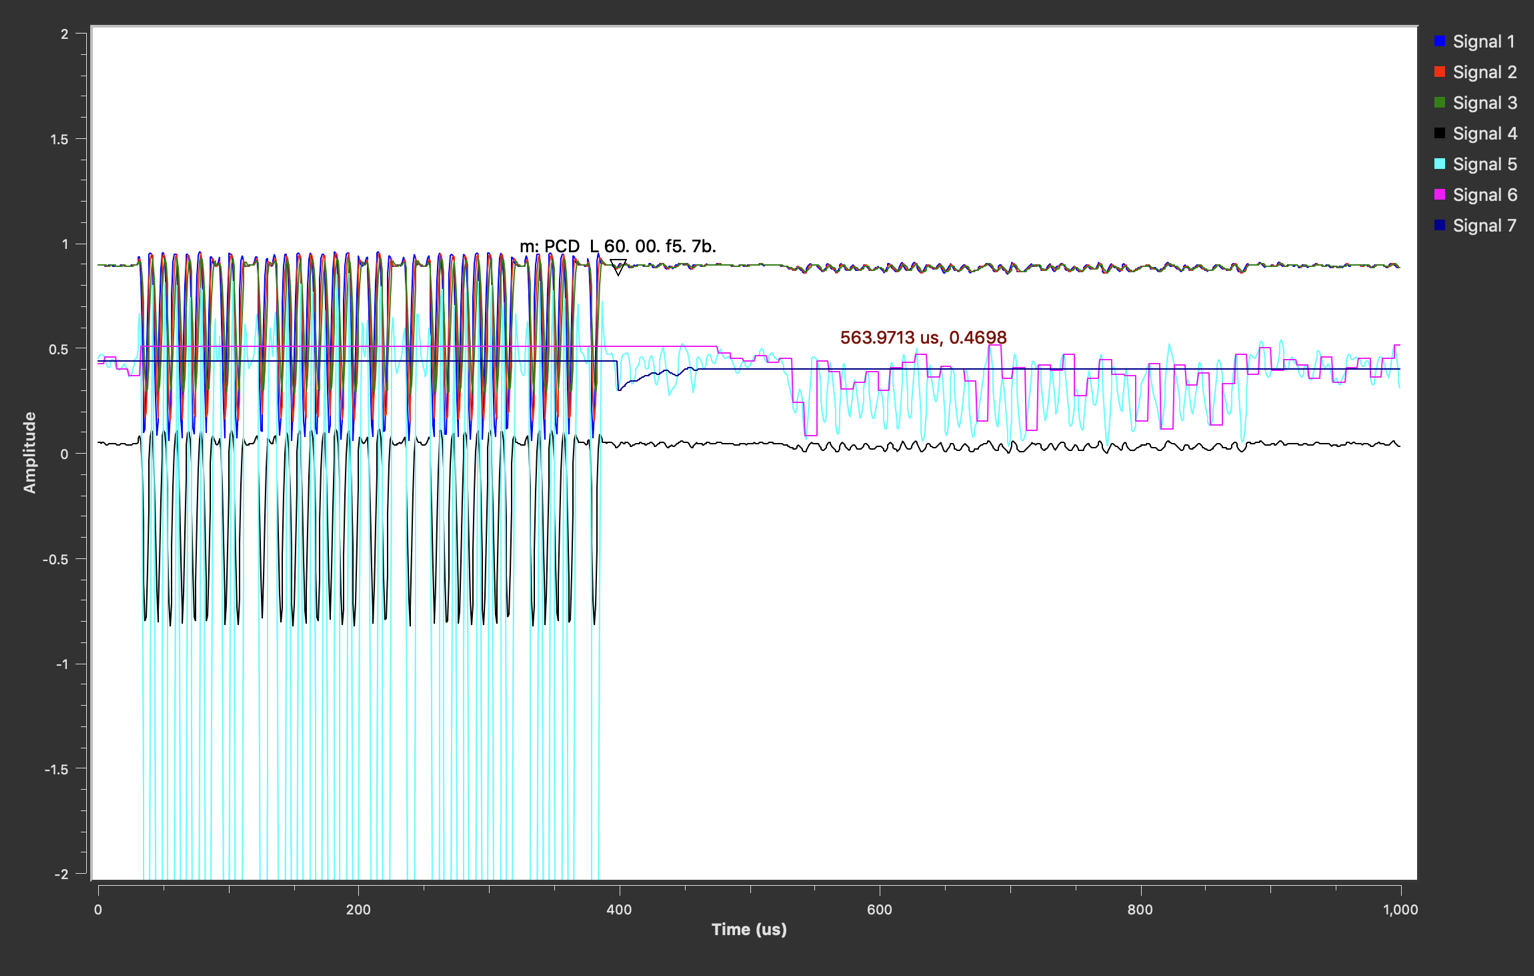 2
1.5
1
0.5
0
-0.5
-1
-1.5
-2
Amplitude
m: PCD L 60. 00. f5. 7b.
563.9713 us, 0.4698
0
200
400
600
800
1,000
Time (us)
Signal 1
Signal 2
Signal 3
Signal 4
Signal 5
Signal 6
Signal 7